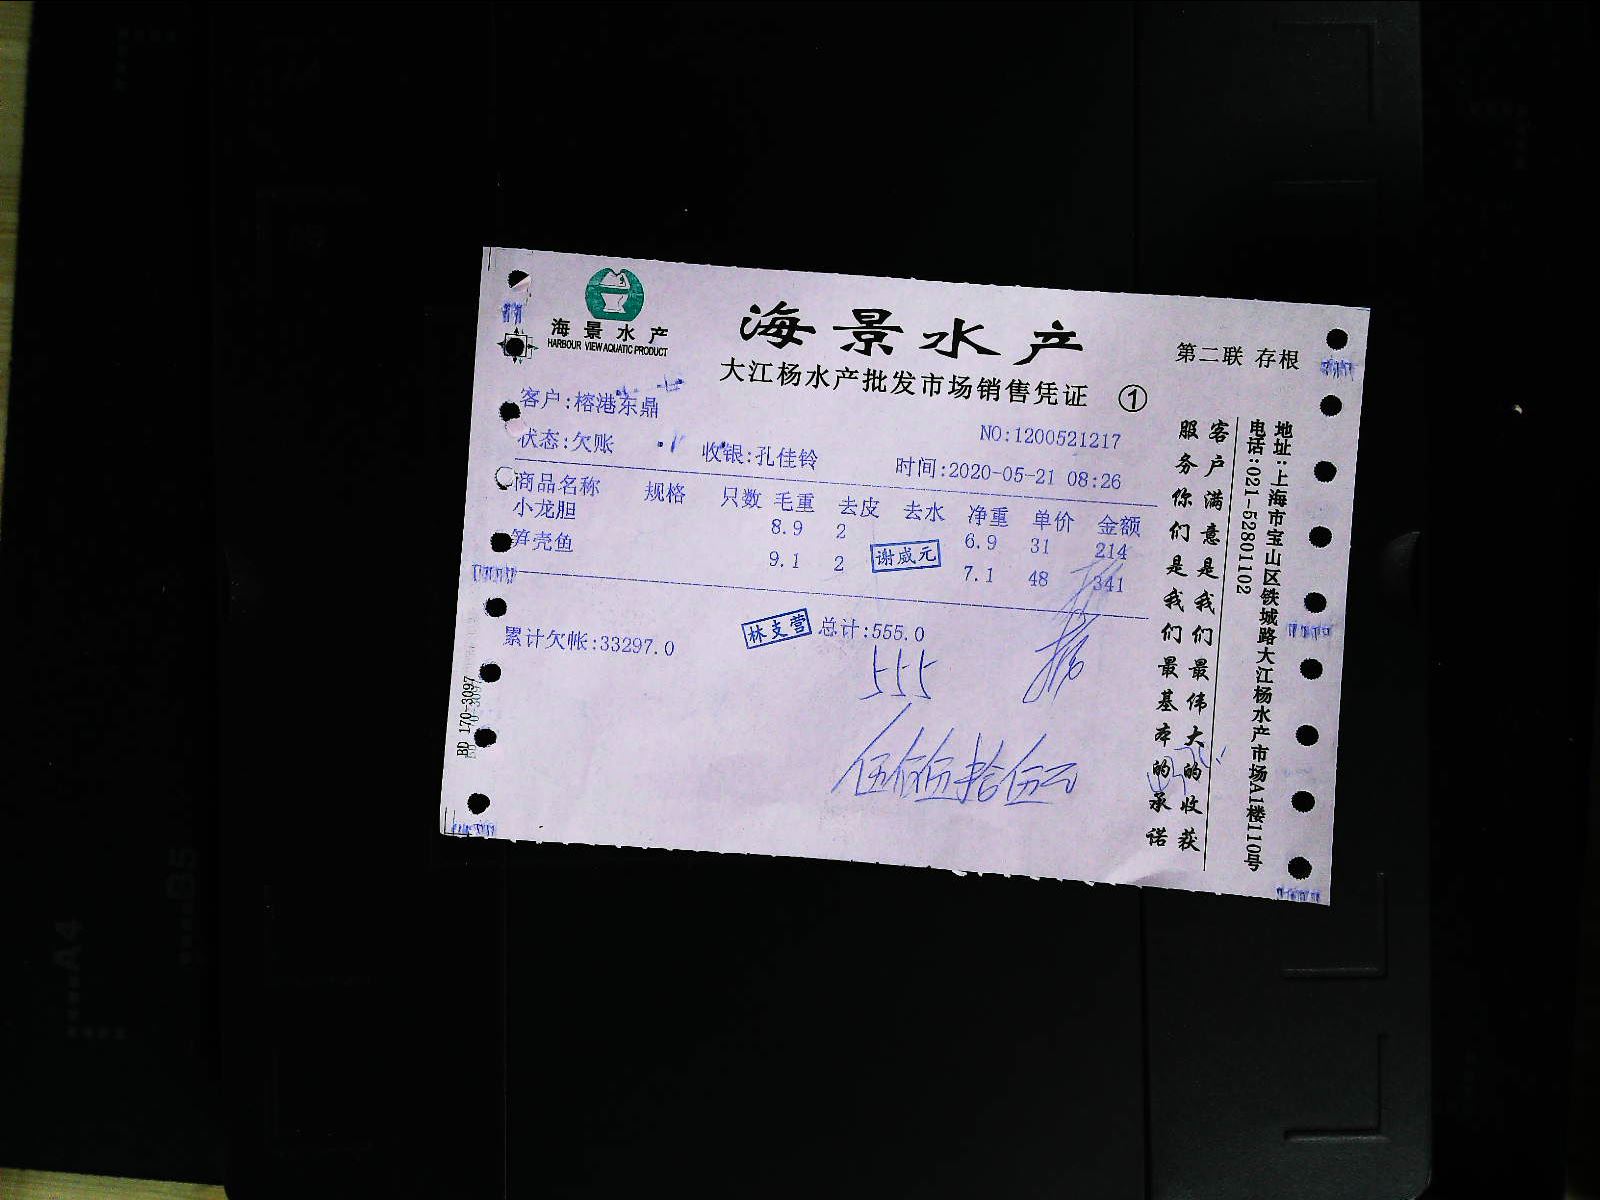 海景水产
HARBOUR VIEW AQUATIC PRODUCT
海景水产
大江杨水产批发市场销售凭证 ①
第二联 存根
客户:榕港东鼎
NO:1200521217
状态:欠账 收银:孔佳铃 时间:2020-05-21 08:26
商品名称 规格 只数 毛重 去皮 去水 净重 单价 金额
小龙胆 8.9 2 6.9 31 214
笋壳鱼 9.1 2 7.1 48 341
谢威元
林支营
累计欠帐:33297.0 总计:555.0
555
伍佰伍拾伍元
客户满意是我们最伟大的收获
服务你们是我们最基本的承诺
地址:上海市宝山区铁城路大江杨水产市场A1楼110号
电话:021-52801102
BD 170-3097
A4
B5